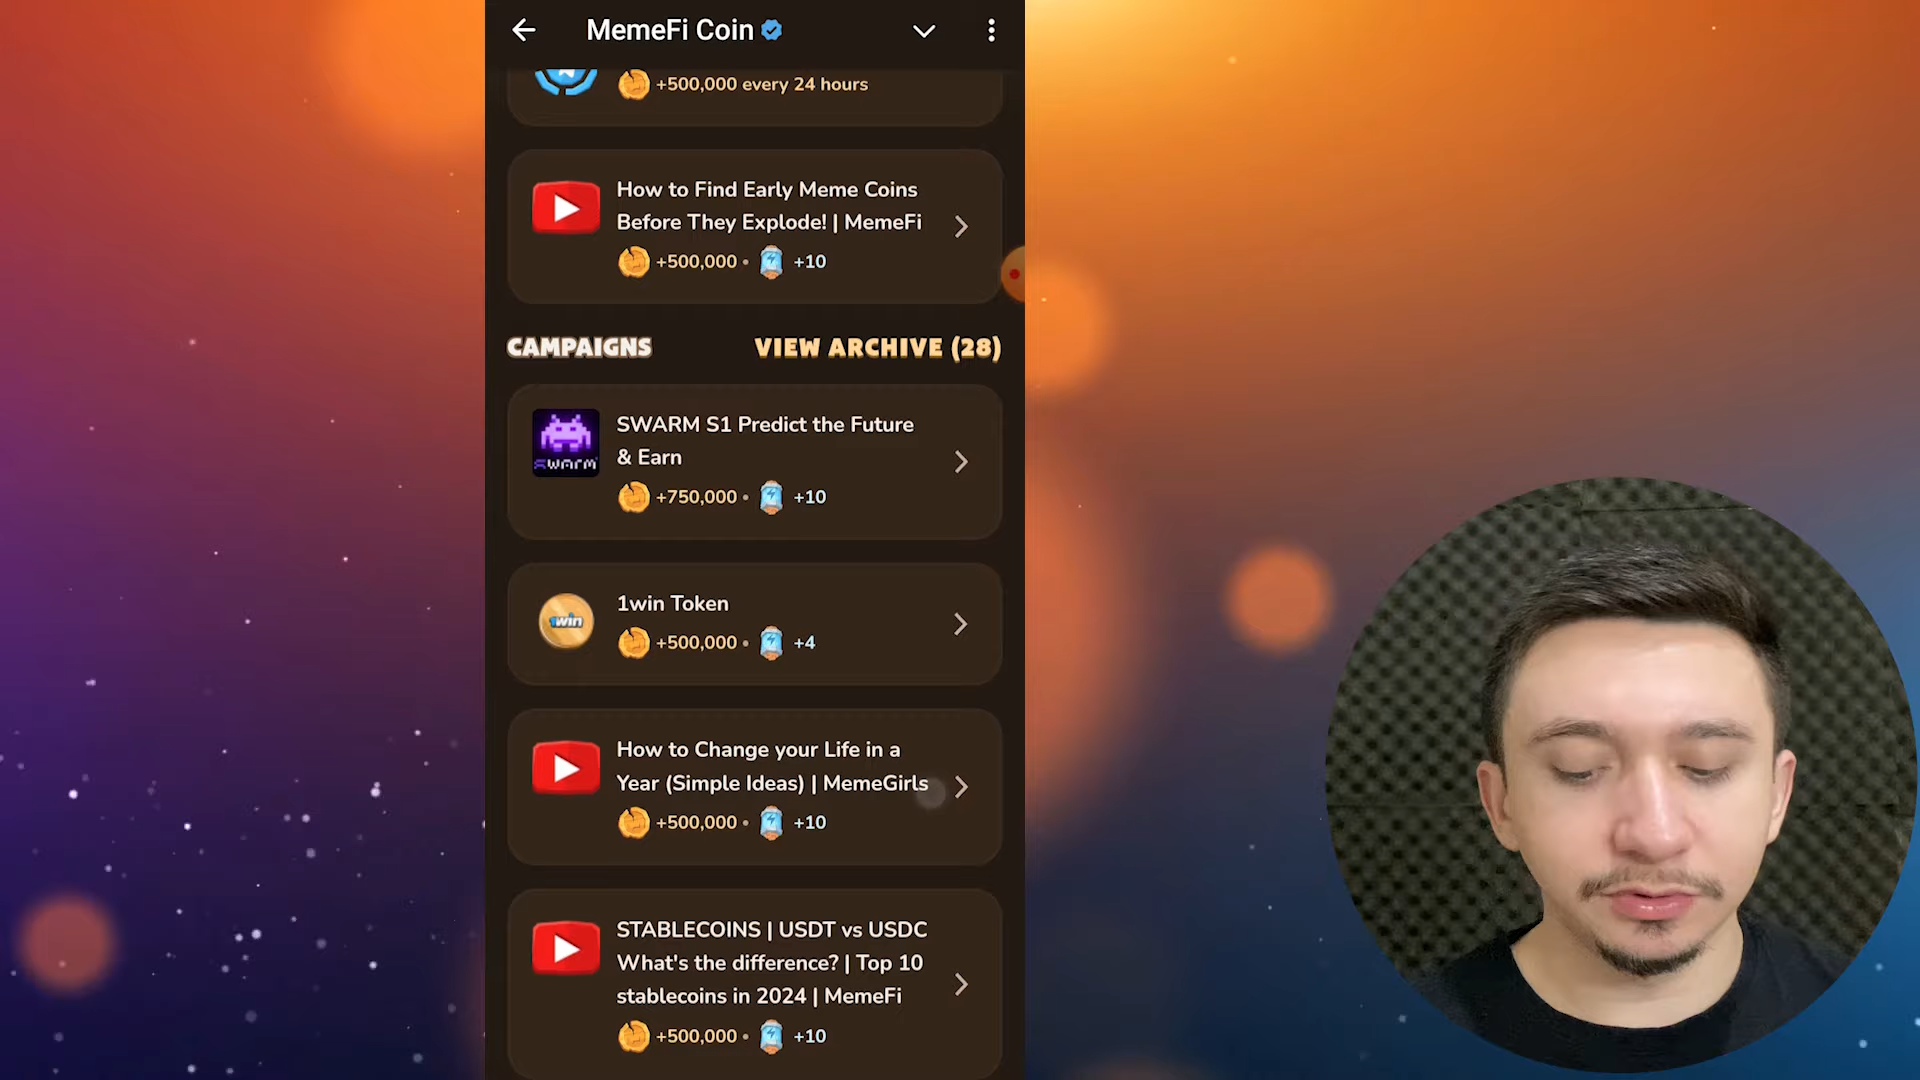 MemeFi Coin
+500,000 every 24 hours
How to Find Early Meme Coins
Before They Explode! | MemeFi
+500,000 • +10
CAMPAIGNS
VIEW ARCHIVE (28)
SWARM S1 Predict the Future
& Earn
swarm
+750,000 • +10
1win Token
1win
+500,000 • +4
How to Change your Life in a
Year (Simple Ideas) | MemeGirls
+500,000 • +10
STABLECOINS | USDT vs USDC
What's the difference? | Top 10
stablecoins in 2024 | MemeFi
+500,000 • +10